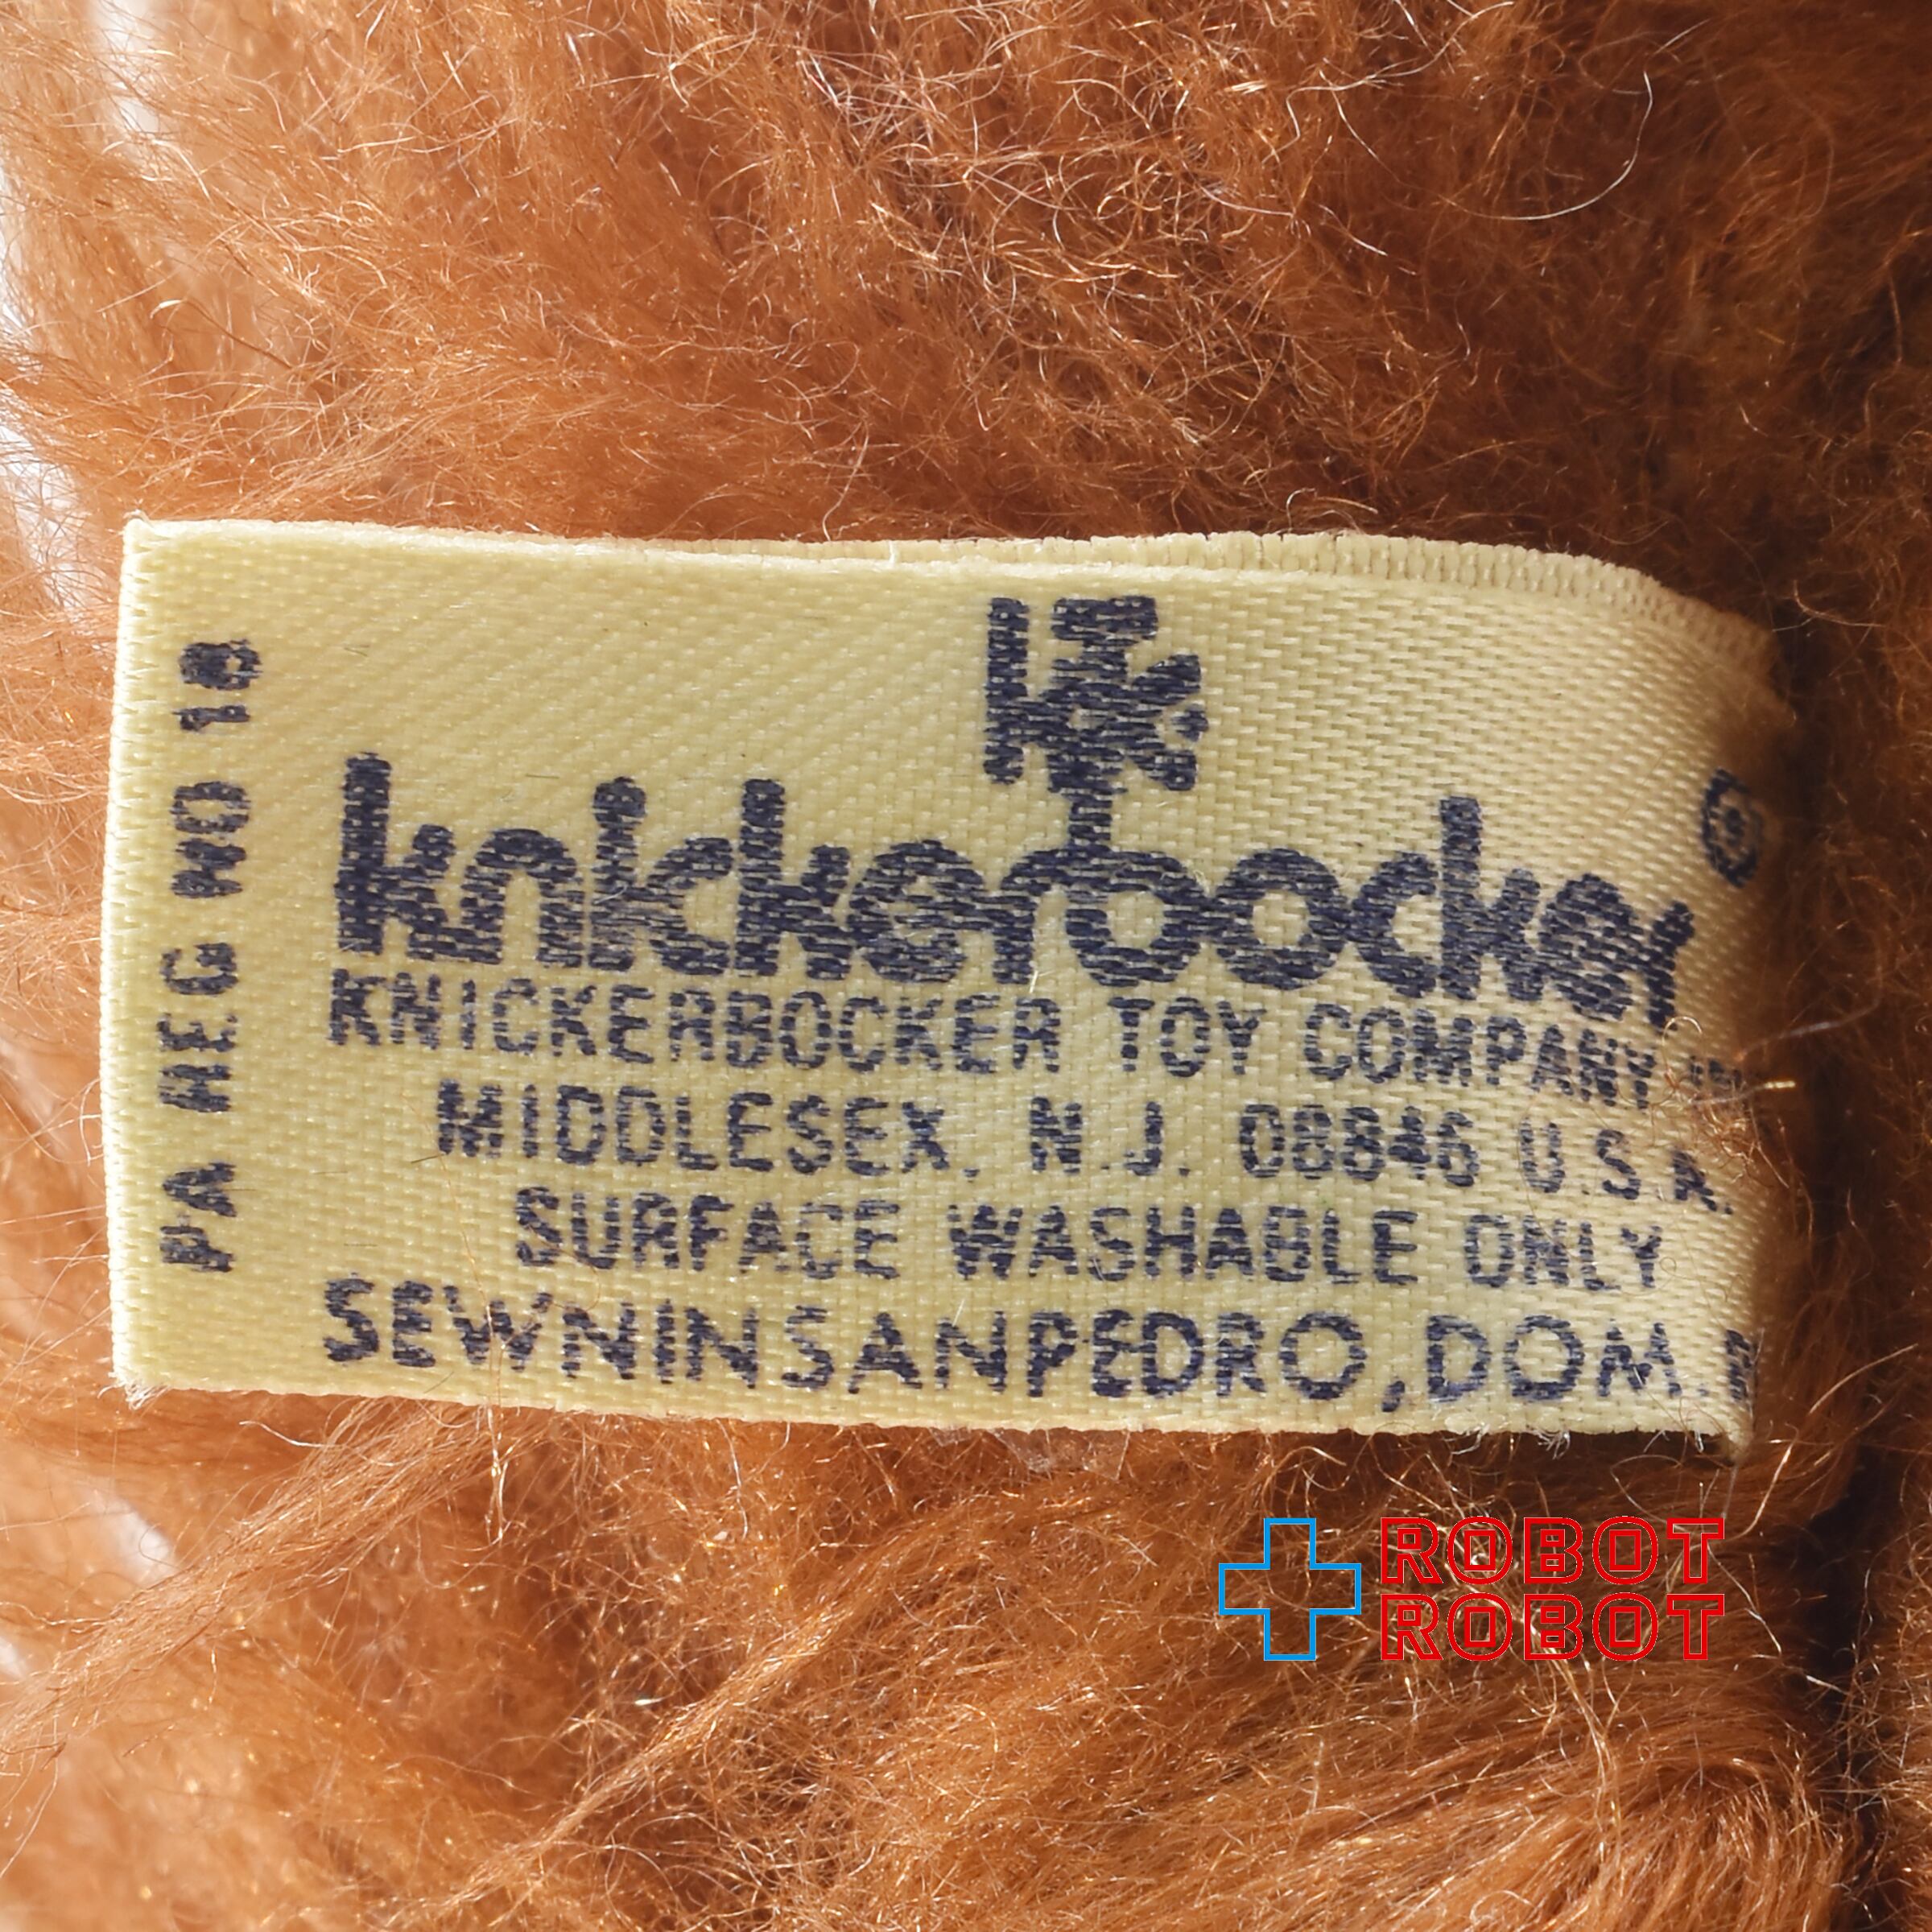 PA REG NO 18
knickerbocker ®
KNICKERBOCKER TOY COMPANY
MIDDLESEX, N.J. 08846 U.S.A.
SURFACE WASHABLE ONLY
SEWNINSANPEDRO,DOM.
ROBOT
ROBOT